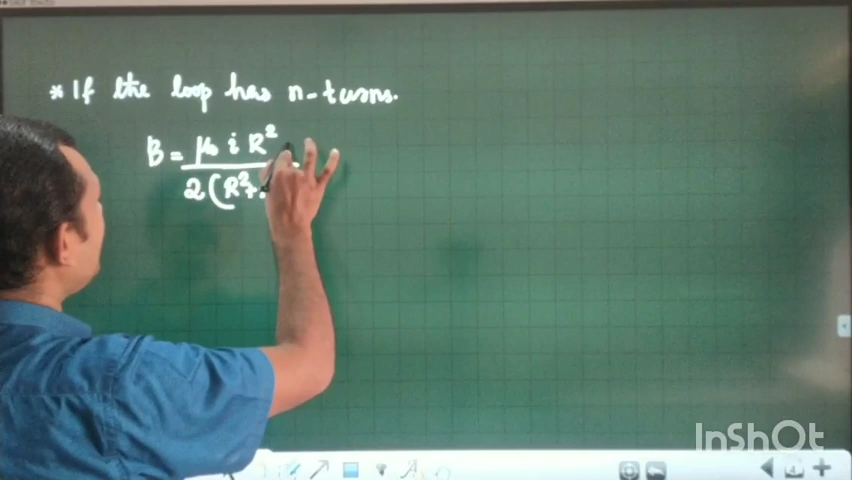 * If the loop has n-turns.
B = μ₀ i R²
2 (R²+
InShOt